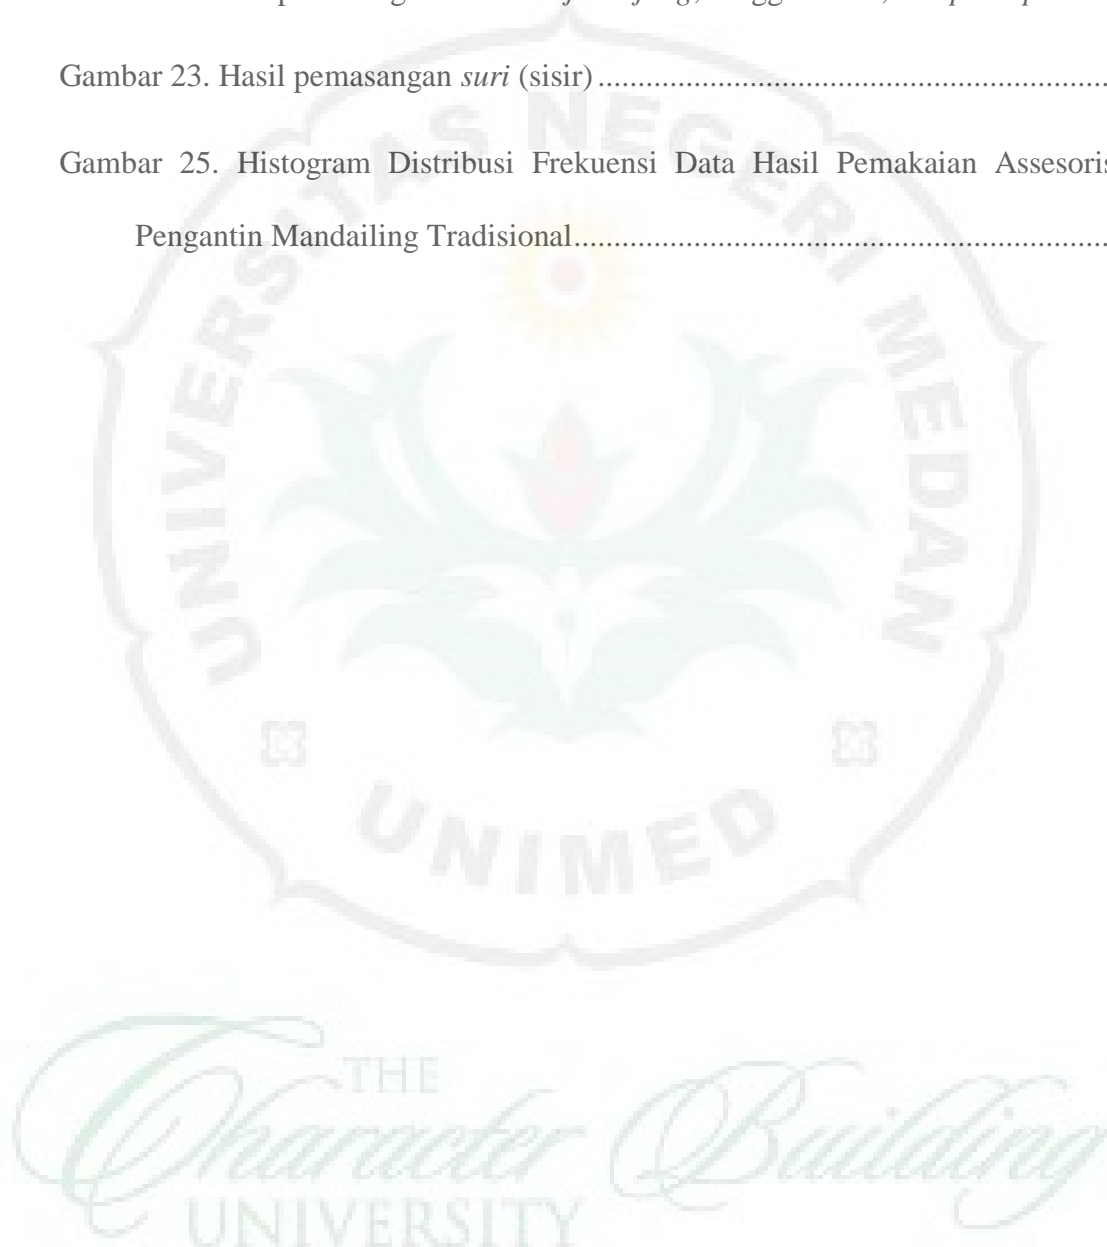 Gambar 23. Hasil pemasangan suri (sisir)................................................................
Gambar 25. Histogram Distribusi Frekuensi Data Hasil Pemakaian Assesoris
Pengantin Mandailing Tradisional.................................................................
UNIVERSITAS NEGERI MEDAN
UNIMED
THE
Character Building
UNIVERSITY